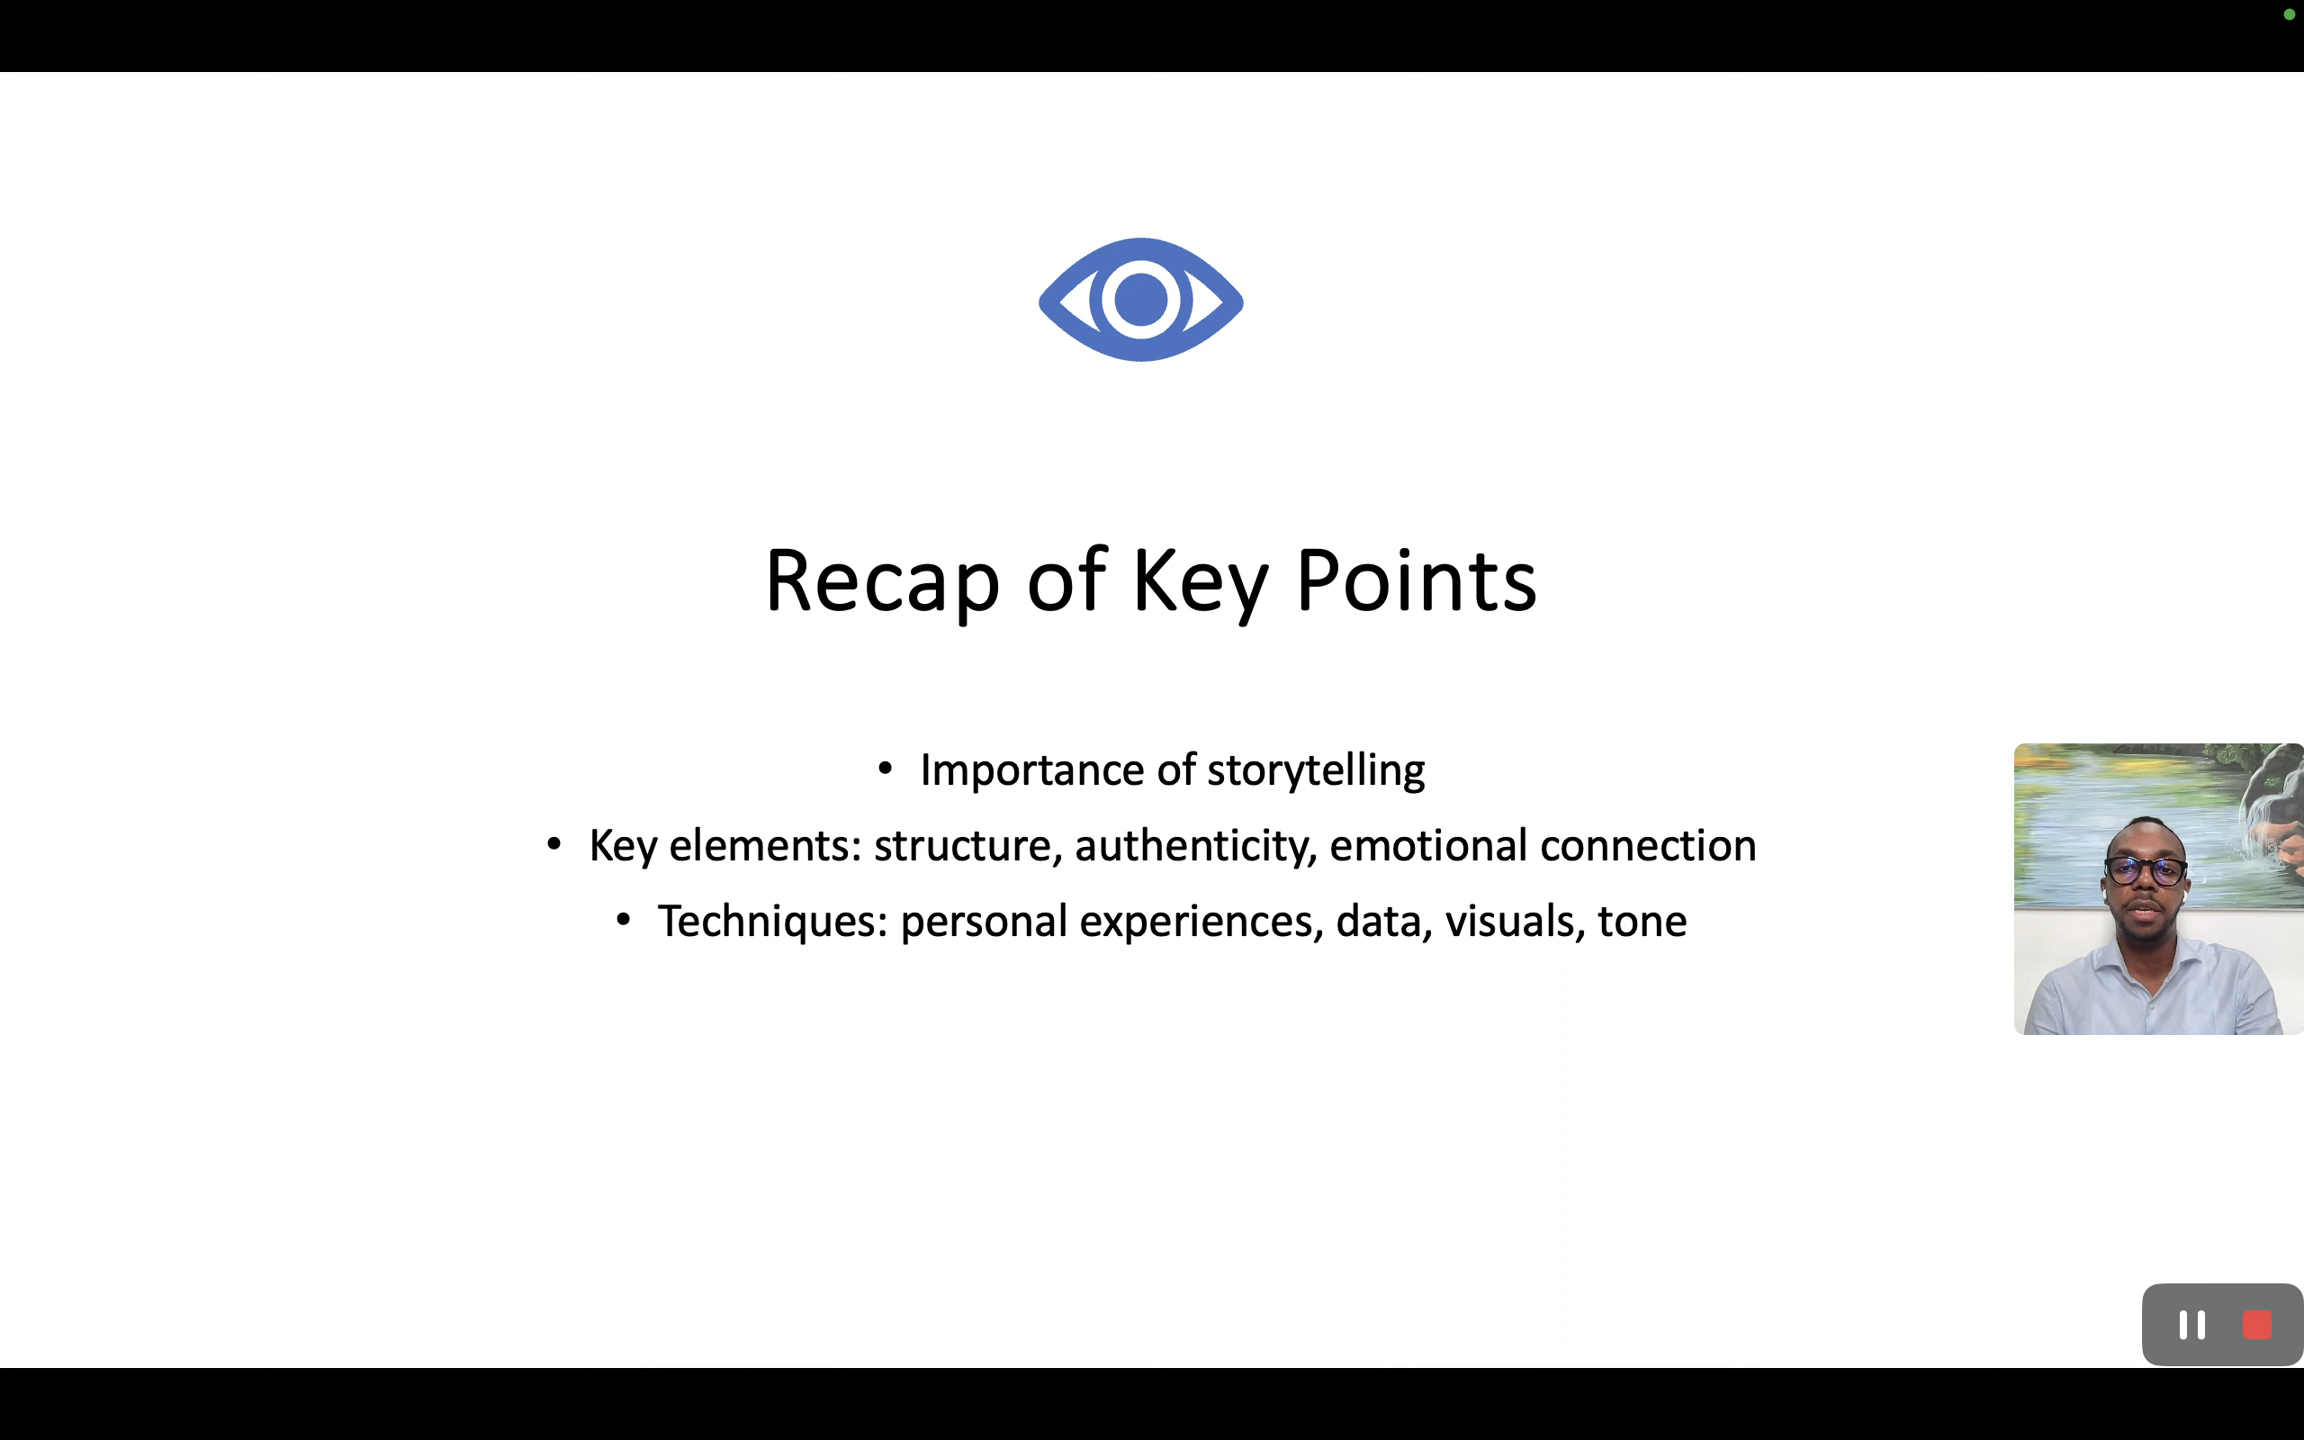 Recap of Key Points
• Importance of storytelling
• Key elements: structure, authenticity, emotional connection
• Techniques: personal experiences, data, visuals, tone